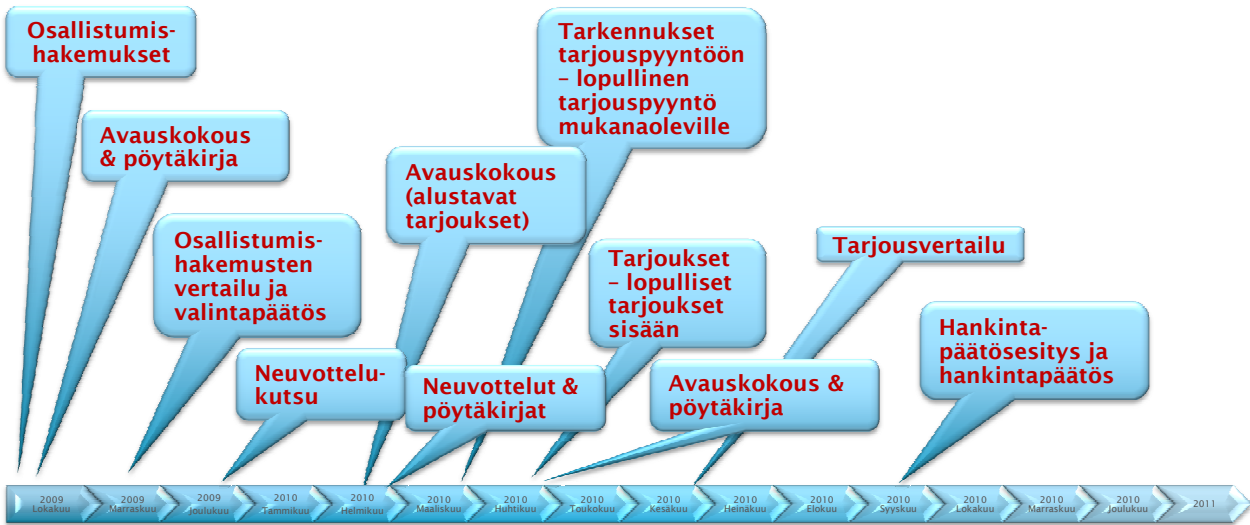 Osallistumis-
hakemukset
Avauskokous
& pöytäkirja
Osallistumis-
hakemusten
vertailu ja
valintapäätös
Neuvottelu-
kutsu
Avauskokous
(alustavat
tarjoukset)
Neuvottelut &
pöytäkirjat
Tarkennukset
tarjouspyyntöön
– lopullinen
tarjouspyyntö
mukanaoleville
Tarjoukset
– lopulliset
tarjoukset
sisään
Avauskokous &
pöytäkirja
Tarjousvertailu
Hankinta-
päätösesitys ja
hankintapäätös
2009
Lokakuu
2009
Marraskuu
2009
Joulukuu
2010
Tammikuu
2010
Helmikuu
2010
Maaliskuu
2010
Huhtikuu
2010
Toukokuu
2010
Kesäkuu
2010
Heinäkuu
2010
Elokuu
2010
Syyskuu
2010
Lokakuu
2010
Marraskuu
2010
Joulukuu
2011